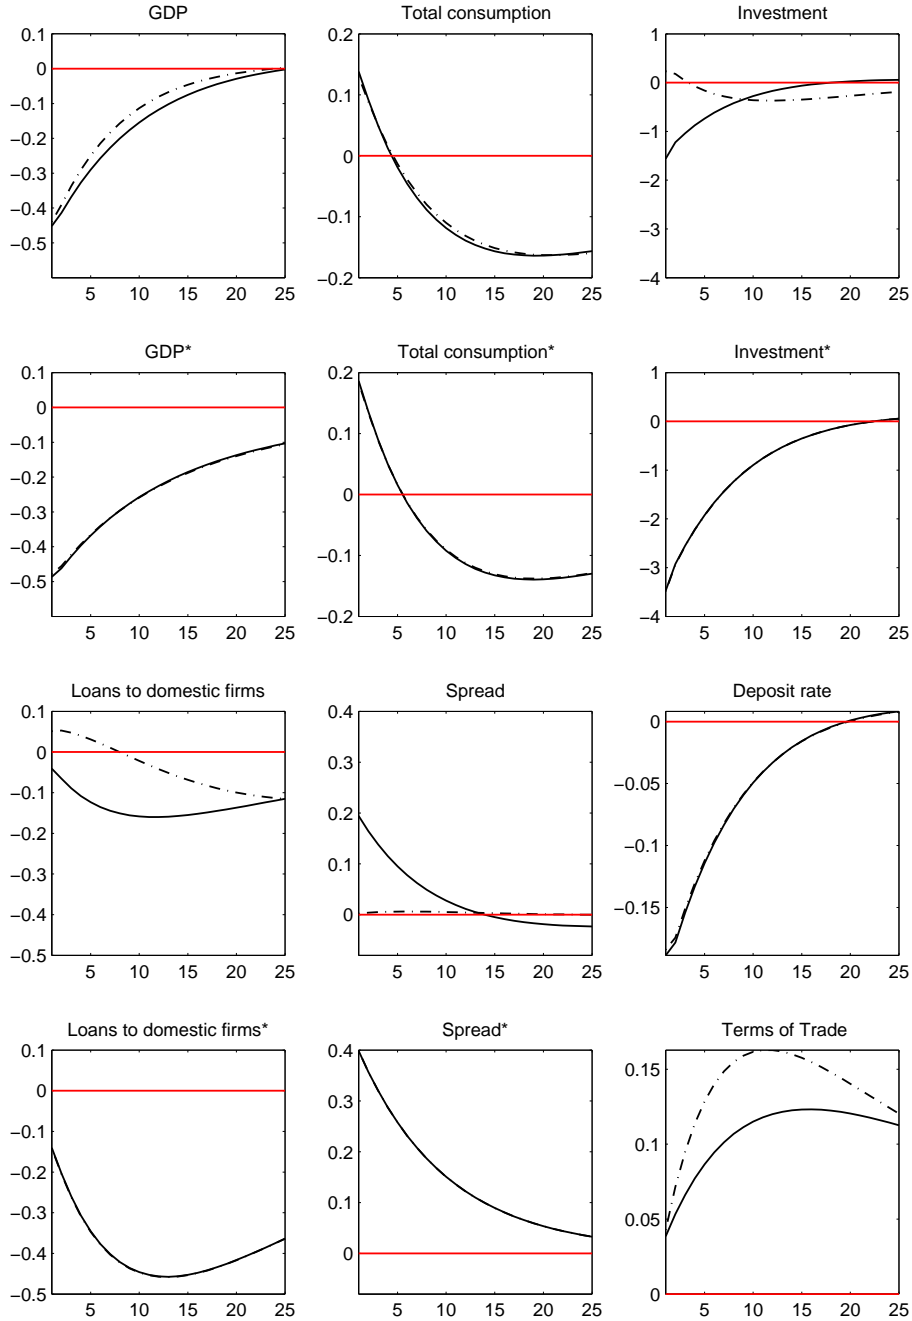 GDP
Total consumption
Investment
0.1
0
−0.1
−0.2
−0.3
−0.4
−0.5
5 10 15 20 25
0.2
0.1
0
−0.1
−0.2
5 10 15 20 25
1
0
−1
−2
−3
−4
5 10 15 20 25
GDP*
Total consumption*
Investment*
0.1
0
−0.1
−0.2
−0.3
−0.4
−0.5
5 10 15 20 25
0.2
0.1
0
−0.1
−0.2
5 10 15 20 25
1
0
−1
−2
−3
−4
5 10 15 20 25
Loans to domestic firms
Spread
Deposit rate
0.1
0
−0.1
−0.2
−0.3
−0.4
−0.5
5 10 15 20 25
0.4
0.3
0.2
0.1
0
5 10 15 20 25
0
−0.05
−0.1
−0.15
5 10 15 20 25
Loans to domestic firms*
Spread*
Terms of Trade
0.1
0
−0.1
−0.2
−0.3
−0.4
−0.5
5 10 15 20 25
0.4
0.3
0.2
0.1
0
5 10 15 20 25
0.15
0.1
0.05
0
5 10 15 20 25